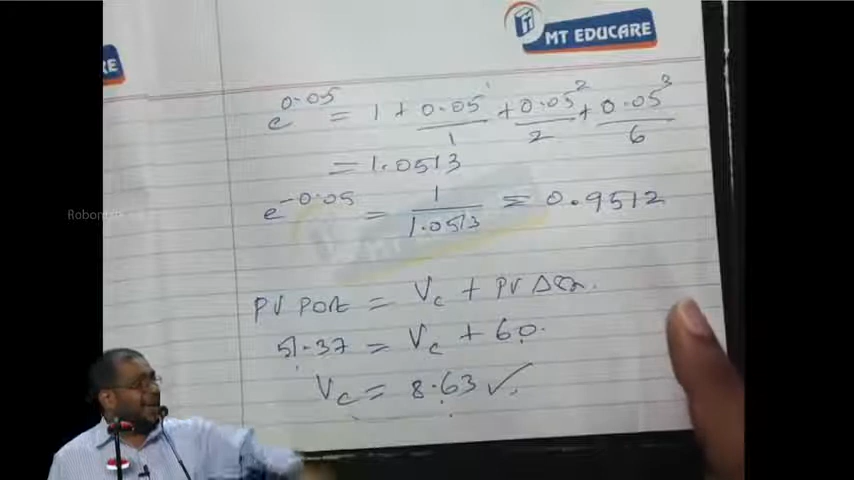 MT EDUCARE
RE
e^0.05 = 1 + 0.05^1/1 + 0.05^2/2 + 0.05^3/6
= 1.0513
e^-0.05 = 1/1.0513 = 0.9512
PV PORt = Vc + PV
51.37 = Vc + 60.
Vc = 8.63 ✓